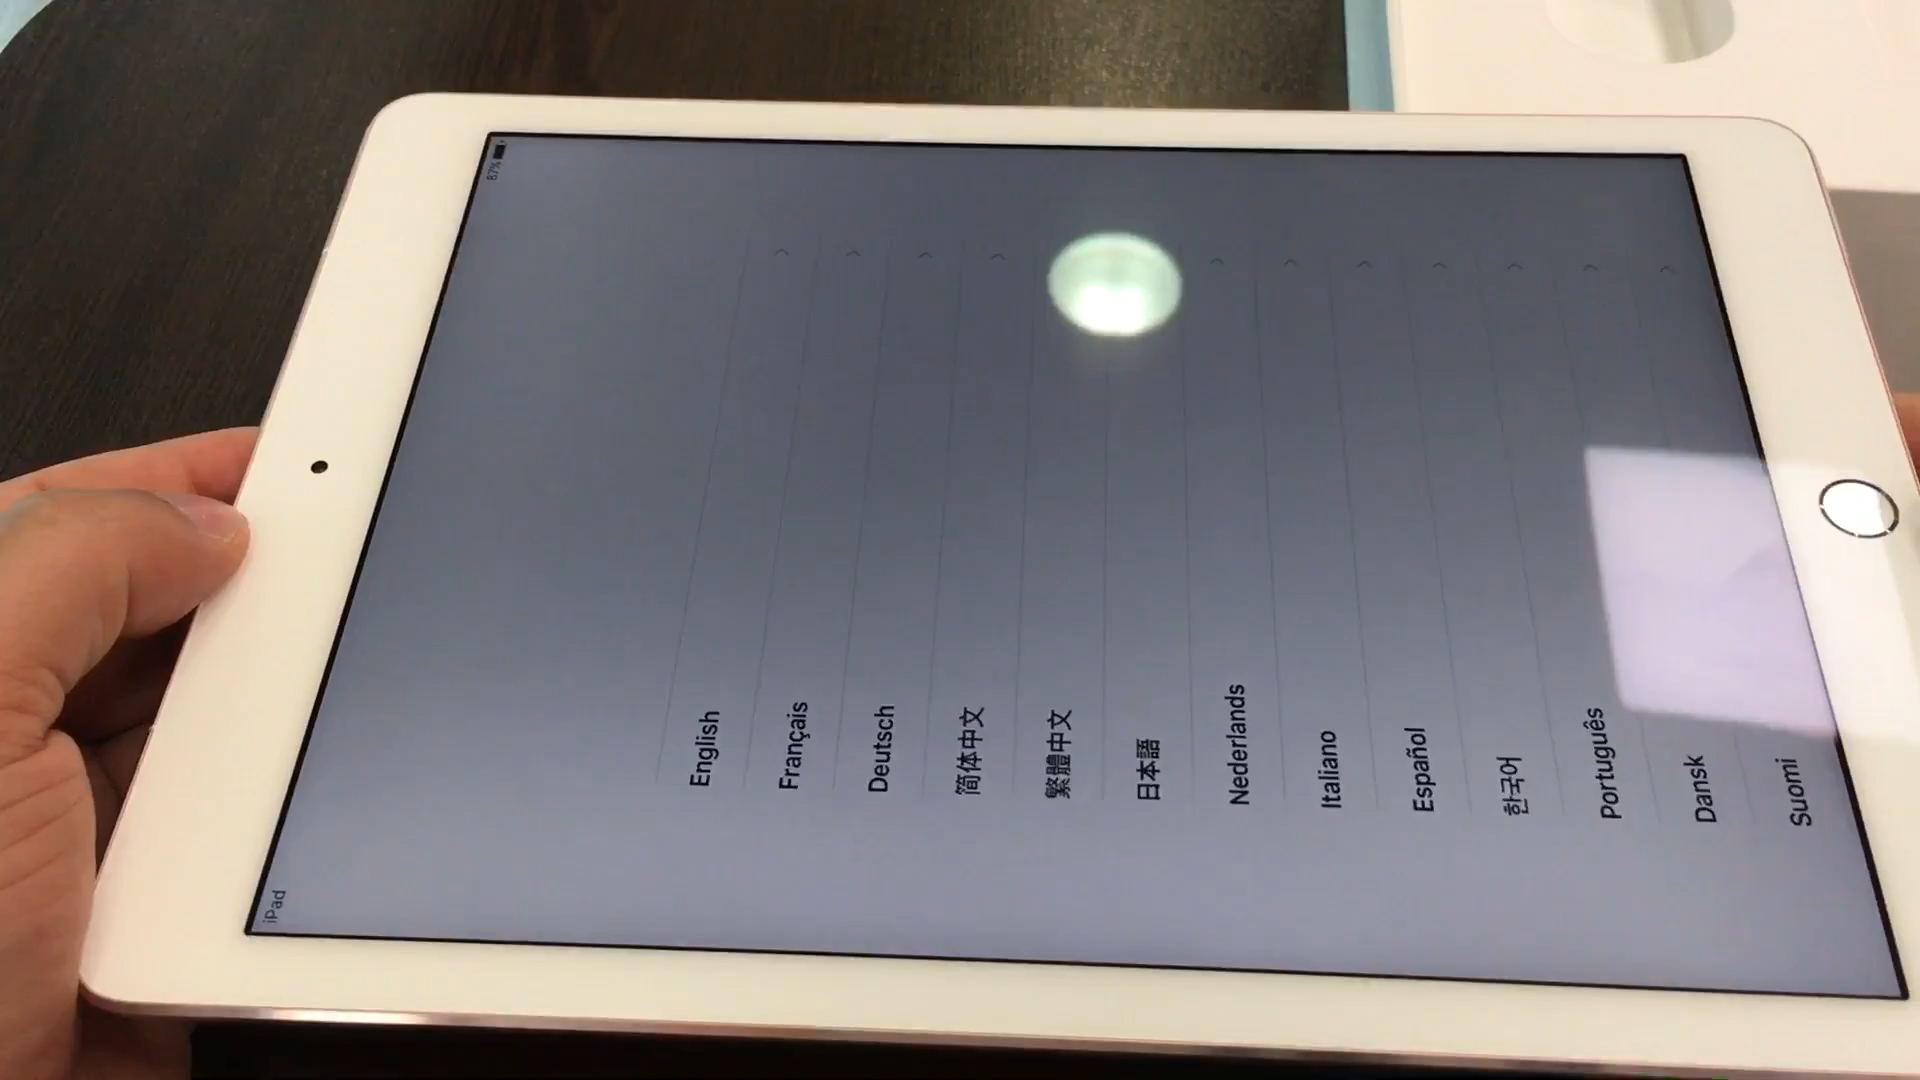 iPad
87%
English
Français
Deutsch
简体中文
繁體中文
日本語
Nederlands
Italiano
Español
한국어
Português
Dansk
Suomi